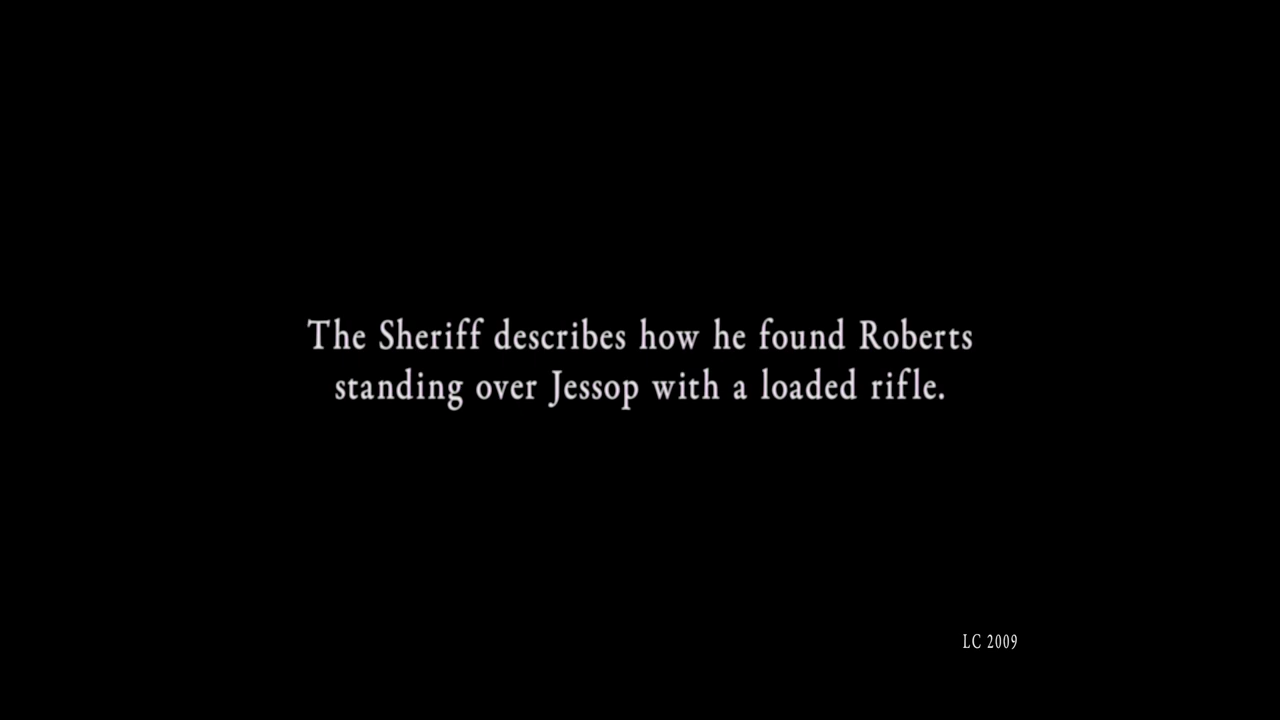 The Sheriff describes how he found Roberts
standing over Jessop with a loaded rifle.
LC 2009